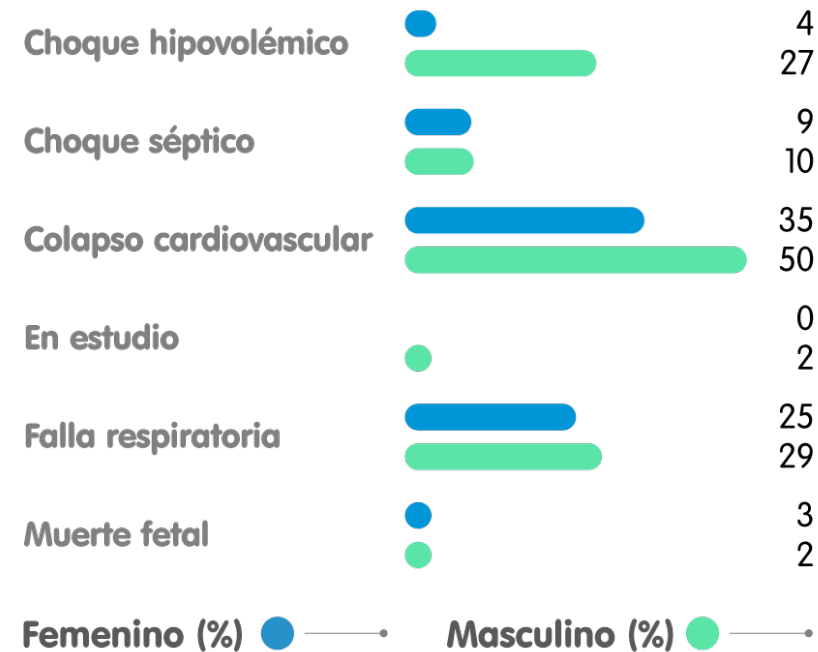 Choque hipovolémico
4
27
Choque séptico
9
10
Colapso cardiovascular
35
50
En estudio
0
2
Falla respiratoria
25
29
Muerte fetal
3
2
Femenino (%) Masculino (%)